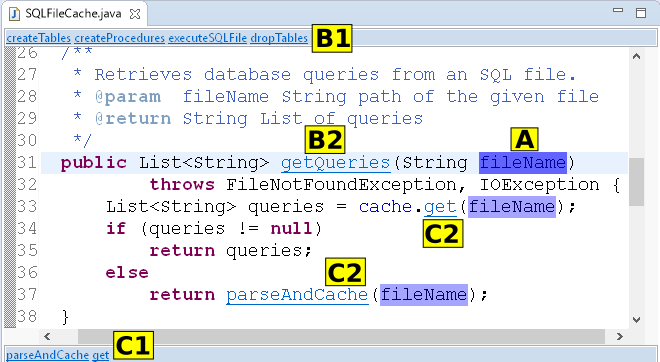 SQLFileCache.java
createTables createProcedures executeSQLFile dropTables B1
26 /**
27 * Retrieves database queries from an SQL file.
28 * @param fileName String path of the given file
29 * @return String List of queries
30 */
B2 A
31 public List<String> getQueries(String fileName)
32 throws FileNotFoundException, IOException {
33 List<String> queries = cache.get(fileName);
34 if (queries != null)
C2
35 return queries;
36 else
C2
37 return parseAndCache(fileName);
38 }
parseAndCache get C1